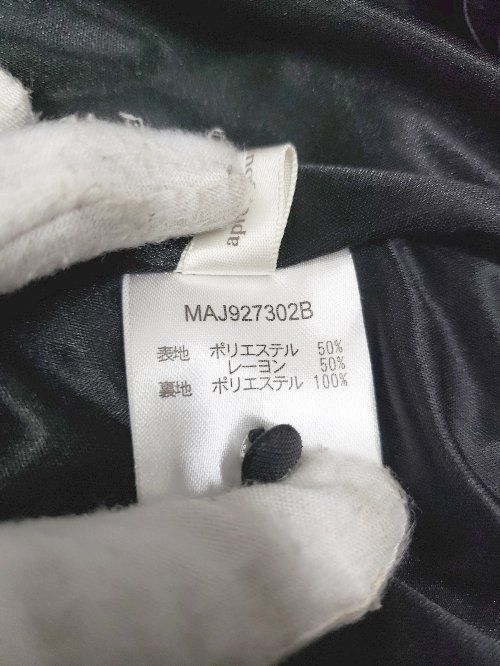 MAJ927302B
表地 ポリエステル 50%
レーヨン 50%
裏地 ポリエステル 100%